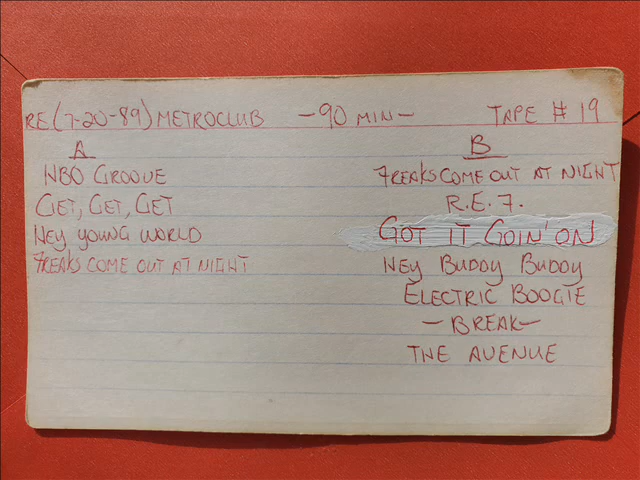 RE (7-20-89) METROCLUB -90 MIN- TAPE # 19
A
NBO GROOVE
GET, GET, GET
HEY YOUNG WORLD
FREAKS COME OUT AT NIGHT
B
FREAKS COME OUT AT NIGHT
R.E.7.
GOT IT GOIN' ON
HEY BUDDY BUDDY
ELECTRIC BOOGIE
-BREAK-
THE AVENUE